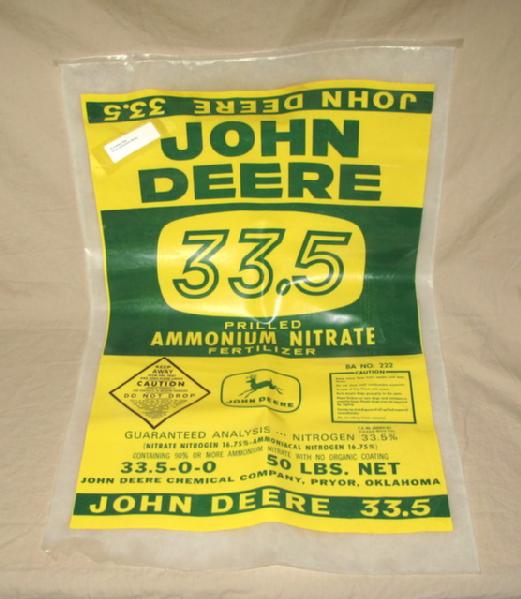 JOHN DEERE 33.5
JOHN
DEERE
33.5
PRILLED
AMMONIUM NITRATE
FERTILIZER
KEEP
AWAY
CAUTION
DO NOT DROP
JOHN DEERE
BA NO. 222
CAUTION
GUARANTEED ANALYSIS — NITROGEN 33.5%
(NITRATE NITROGEN 16.75%-AMMONIACAL NITROGEN 16.75%)
CONTAINING 90% OR MORE AMMONIUM NITRATE WITH NO ORGANIC COATING
33.5-0-0 50 LBS. NET
JOHN DEERE CHEMICAL COMPANY, PRYOR, OKLAHOMA
JOHN DEERE 33.5